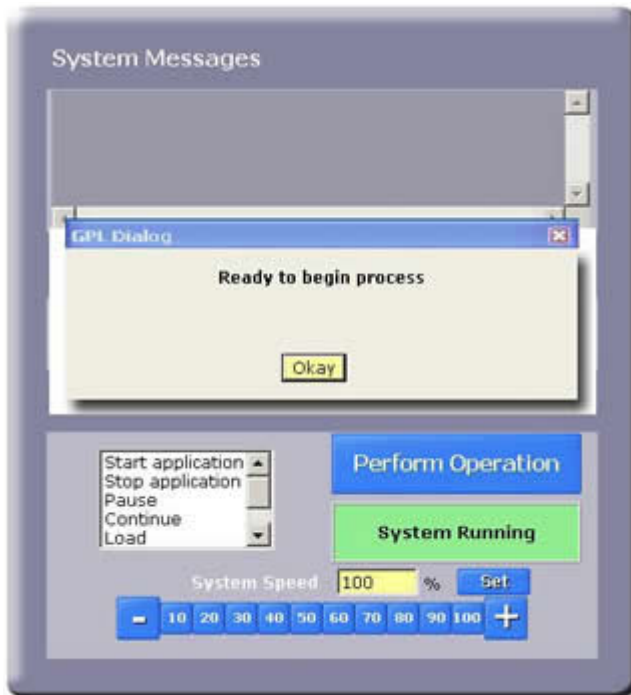 System Messages
GPL Dialog
Ready to begin process
Okay
Start application
Stop application
Pause
Continue
Load
Perform Operation
System Running
System Speed 100 % Set
- 10 20 30 40 50 60 70 80 90 100 +